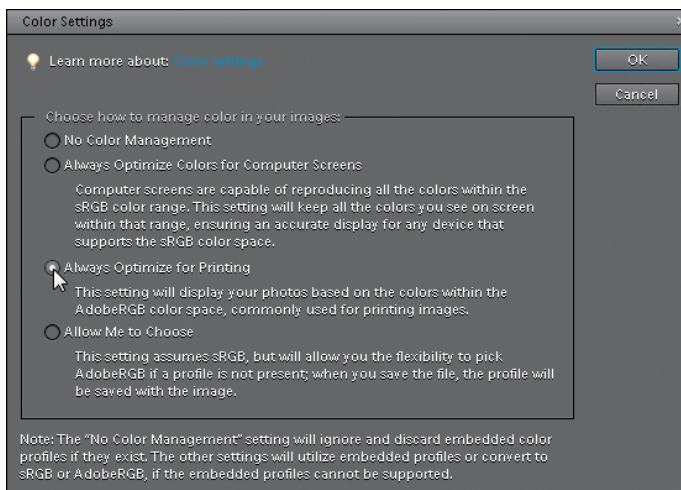 Color Settings
Learn more about: Color Settings
OK
Cancel
Choose how to manage color in your images:
No Color Management
Always Optimize Colors for Computer Screens
Computer screens are capable of reproducing all the colors within the
sRGB color range. This setting will keep all the colors you see on screen
within that range, ensuring an accurate display for any device that
supports the sRGB color space.
Always Optimize for Printing
This setting will display your photos based on the colors within the
AdobeRGB color space, commonly used for printing images.
Allow Me to Choose
This setting assumes sRGB, but will allow you the flexibility to pick
AdobeRGB if a profile is not present; when you save the file, the profile will
be saved with the image.
Note: The “No Color Management” setting will ignore and discard embedded color
profiles if they exist. The other settings will utilize embedded profiles or convert to
sRGB or AdobeRGB, if the embedded profiles cannot be supported.